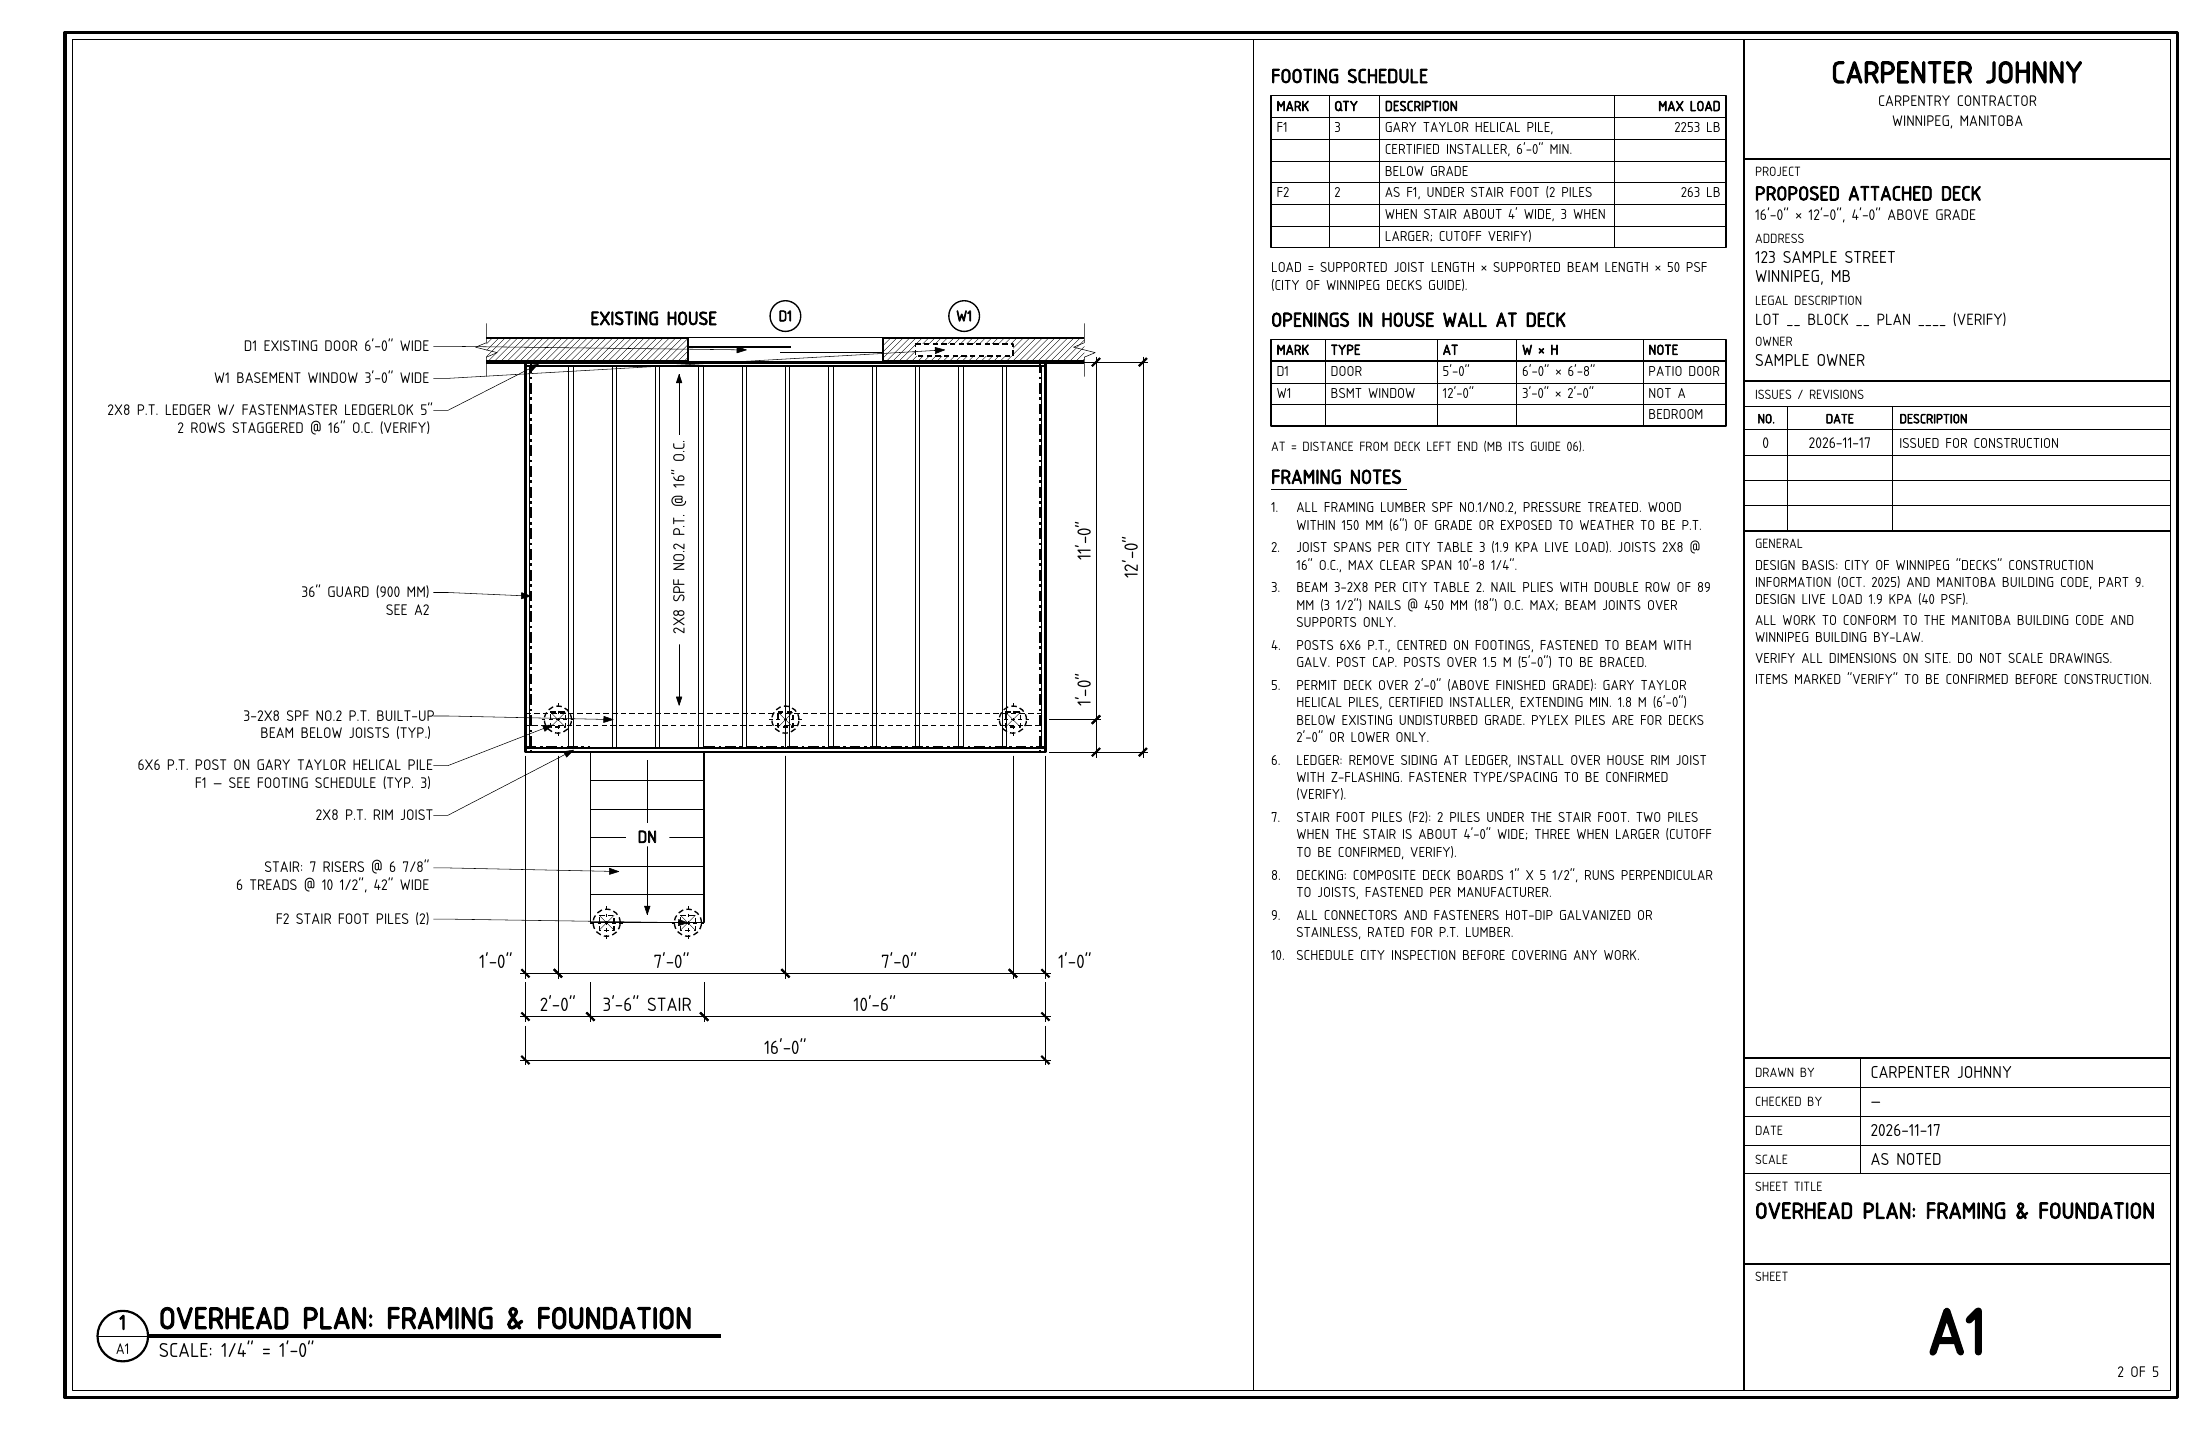 EXISTING HOUSE
D1
W1
D1 EXISTING DOOR 6'-0" WIDE
W1 BASEMENT WINDOW 3'-0" WIDE
2X8 P.T. LEDGER W/ FASTENMASTER LEDGERLOK 5"
2 ROWS STAGGERED @ 16" O.C. (VERIFY)
2X8 SPF NO.2 P.T. @ 16" O.C.
11'-0"
12'-0"
1'-0"
36" GUARD (900 MM)
SEE A2
3-2X8 SPF NO.2 P.T. BUILT-UP
BEAM BELOW JOISTS (TYP.)
6X6 P.T. POST ON GARY TAYLOR HELICAL PILE
F1 – SEE FOOTING SCHEDULE (TYP. 3)
2X8 P.T. RIM JOIST
DN
STAIR: 7 RISERS @ 6 7/8"
6 TREADS @ 10 1/2", 42" WIDE
F2 STAIR FOOT PILES (2)
1'-0" 7'-0" 7'-0" 1'-0"
2'-0" 3'-6" STAIR 10'-6"
16'-0"
1
A1
OVERHEAD PLAN: FRAMING & FOUNDATION
SCALE: 1/4" = 1'-0"
FOOTING SCHEDULE
MARK QTY DESCRIPTION MAX LOAD
F1 3 GARY TAYLOR HELICAL PILE, 2253 LB
CERTIFIED INSTALLER, 6'-0" MIN.
BELOW GRADE
F2 2 AS F1, UNDER STAIR FOOT (2 PILES 263 LB
WHEN STAIR ABOUT 4' WIDE, 3 WHEN
LARGER; CUTOFF VERIFY)
LOAD = SUPPORTED JOIST LENGTH × SUPPORTED BEAM LENGTH × 50 PSF
(CITY OF WINNIPEG DECKS GUIDE).
OPENINGS IN HOUSE WALL AT DECK
MARK TYPE AT W × H NOTE
D1 DOOR 5'-0" 6'-0" × 6'-8" PATIO DOOR
W1 BSMT WINDOW 12'-0" 3'-0" × 2'-0" NOT A
BEDROOM
AT = DISTANCE FROM DECK LEFT END (MB ITS GUIDE 06).
FRAMING NOTES
1. ALL FRAMING LUMBER SPF NO.1/NO.2, PRESSURE TREATED. WOOD
WITHIN 150 MM (6") OF GRADE OR EXPOSED TO WEATHER TO BE P.T.
2. JOIST SPANS PER CITY TABLE 3 (1.9 KPA LIVE LOAD). JOISTS 2X8 @
16" O.C., MAX CLEAR SPAN 10'-8 1/4".
3. BEAM 3-2X8 PER CITY TABLE 2. NAIL PLIES WITH DOUBLE ROW OF 89
MM (3 1/2") NAILS @ 450 MM (18") O.C. MAX; BEAM JOINTS OVER
SUPPORTS ONLY.
4. POSTS 6X6 P.T., CENTRED ON FOOTINGS, FASTENED TO BEAM WITH
GALV. POST CAP. POSTS OVER 1.5 M (5'-0") TO BE BRACED.
5. PERMIT DECK OVER 2'-0" (ABOVE FINISHED GRADE): GARY TAYLOR
HELICAL PILES, CERTIFIED INSTALLER, EXTENDING MIN. 1.8 M (6'-0")
BELOW EXISTING UNDISTURBED GRADE. PYLEX PILES ARE FOR DECKS
2'-0" OR LOWER ONLY.
6. LEDGER: REMOVE SIDING AT LEDGER, INSTALL OVER HOUSE RIM JOIST
WITH Z-FLASHING. FASTENER TYPE/SPACING TO BE CONFIRMED
(VERIFY).
7. STAIR FOOT PILES (F2): 2 PILES UNDER THE STAIR FOOT. TWO PILES
WHEN THE STAIR IS ABOUT 4'-0" WIDE; THREE WHEN LARGER (CUTOFF
TO BE CONFIRMED, VERIFY).
8. DECKING: COMPOSITE DECK BOARDS 1" X 5 1/2", RUNS PERPENDICULAR
TO JOISTS, FASTENED PER MANUFACTURER.
9. ALL CONNECTORS AND FASTENERS HOT-DIP GALVANIZED OR
STAINLESS, RATED FOR P.T. LUMBER.
10. SCHEDULE CITY INSPECTION BEFORE COVERING ANY WORK.
CARPENTER JOHNNY
CARPENTRY CONTRACTOR
WINNIPEG, MANITOBA
PROJECT
PROPOSED ATTACHED DECK
16'-0" × 12'-0", 4'-0" ABOVE GRADE
ADDRESS
123 SAMPLE STREET
WINNIPEG, MB
LEGAL DESCRIPTION
LOT __ BLOCK __ PLAN ____ (VERIFY)
OWNER
SAMPLE OWNER
ISSUES / REVISIONS
NO. DATE DESCRIPTION
0 2026-11-17 ISSUED FOR CONSTRUCTION
GENERAL
DESIGN BASIS: CITY OF WINNIPEG "DECKS" CONSTRUCTION
INFORMATION (OCT. 2025) AND MANITOBA BUILDING CODE, PART 9.
DESIGN LIVE LOAD 1.9 KPA (40 PSF).
ALL WORK TO CONFORM TO THE MANITOBA BUILDING CODE AND
WINNIPEG BUILDING BY-LAW.
VERIFY ALL DIMENSIONS ON SITE. DO NOT SCALE DRAWINGS.
ITEMS MARKED "VERIFY" TO BE CONFIRMED BEFORE CONSTRUCTION.
DRAWN BY CARPENTER JOHNNY
CHECKED BY –
DATE 2026-11-17
SCALE AS NOTED
SHEET TITLE
OVERHEAD PLAN: FRAMING & FOUNDATION
SHEET
A1
2 OF 5